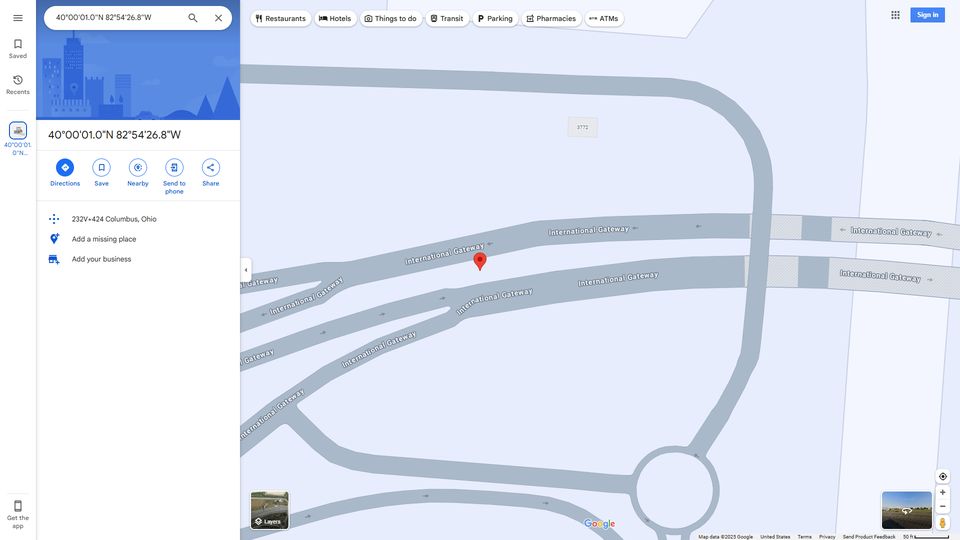 40°00'01.0"N 82°54'26.8"W
Restaurants
Hotels
Things to do
Transit
Parking
Pharmacies
ATMs
Sign in
Saved
Recents
40°00'01.
0"N...
40°00'01.0"N 82°54'26.8"W
Directions
Save
Nearby
Send to
phone
Share
232V+424 Columbus, Ohio
Add a missing place
Add your business
Get the
app
3772
International Gateway
International Gateway
International Gateway
International Gateway
International Gateway
International Gateway
International Gateway
al Gateway
International Gateway
l Gateway
International Gateway
Layers
Google
Map data ©2025 Google
United States
Terms
Privacy
Send Product Feedback
50 ft